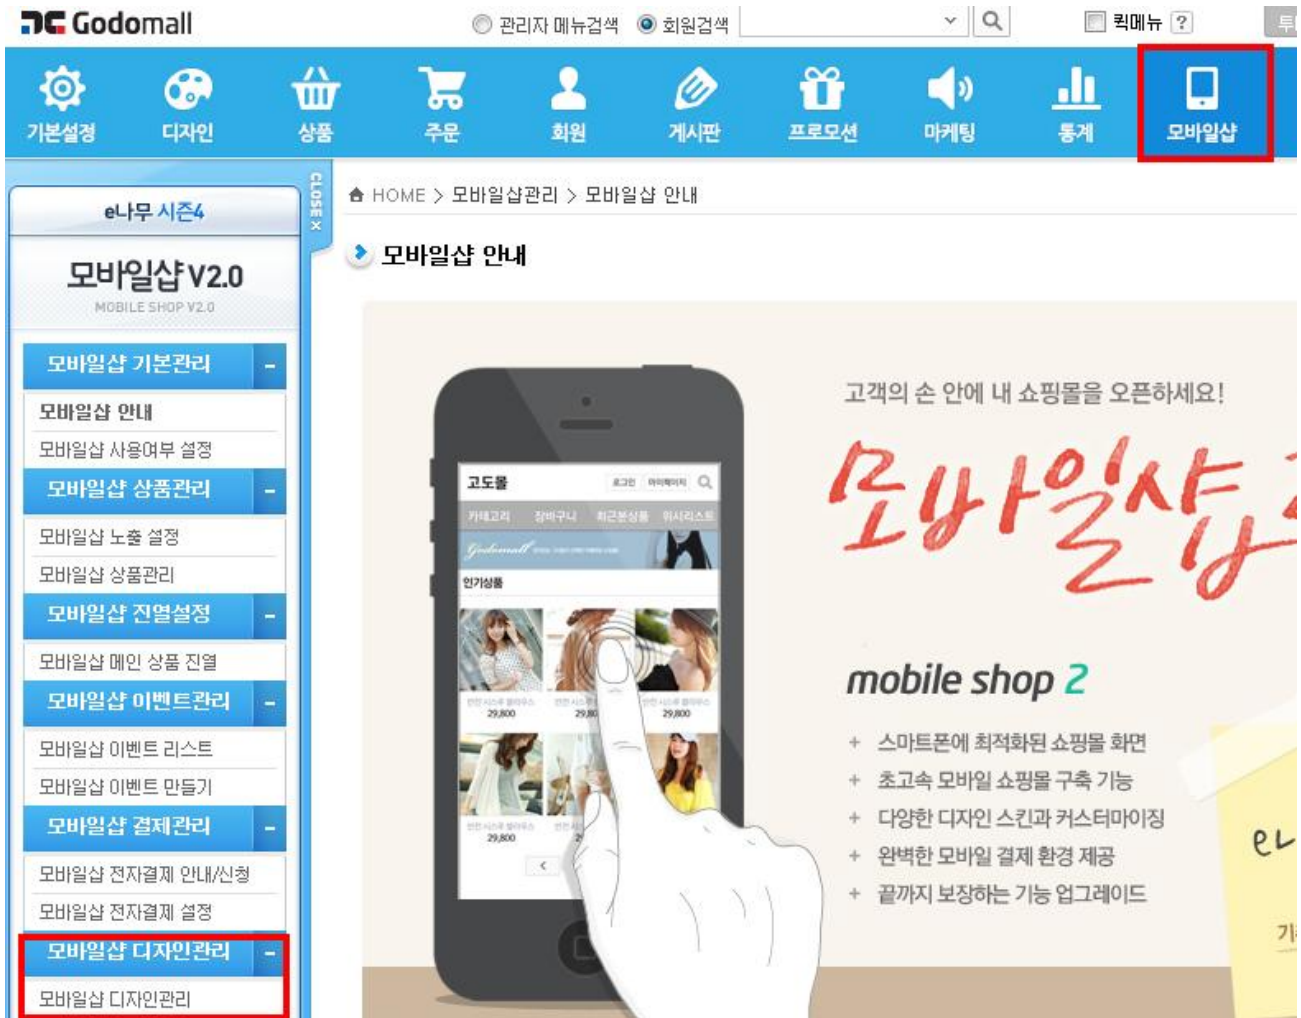 Godomall
관리자 메뉴검색 회원검색 퀵메뉴 ?
기본설정 디자인 상품 주문 회원 게시판 프로모션 마케팅 통계 모바일샵
CLOSE X
HOME > 모바일샵관리 > 모바일샵 안내
e나무 시즌4
모바일샵 안내
모바일샵 V2.0
MOBILE SHOP V2.0
모바일샵 기본관리
모바일샵 안내
모바일샵 사용여부 설정
모바일샵 상품관리
모바일샵 노출 설정
모바일샵 상품관리
모바일샵 진열설정
모바일샵 메인 상품 진열
모바일샵 이벤트관리
모바일샵 이벤트 리스트
모바일샵 이벤트 만들기
모바일샵 결제관리
모바일샵 전자결제 안내/신청
모바일샵 전자결제 설정
모바일샵 디자인관리
모바일샵 디자인관리
고도몰 로그인 마이페이지
카테고리 장바구니 최근본상품 위시리스트
Godomall
인기상품
29,800 29,80 29,800
29,800
고객의 손 안에 내 쇼핑몰을 오픈하세요!
모바일샵
mobile shop 2
+ 스마트폰에 최적화된 쇼핑몰 화면
+ 초고속 모바일 쇼핑몰 구축 기능
+ 다양한 디자인 스킨과 커스터마이징
+ 완벽한 모바일 결제 환경 제공
+ 끝까지 보장하는 기능 업그레이드